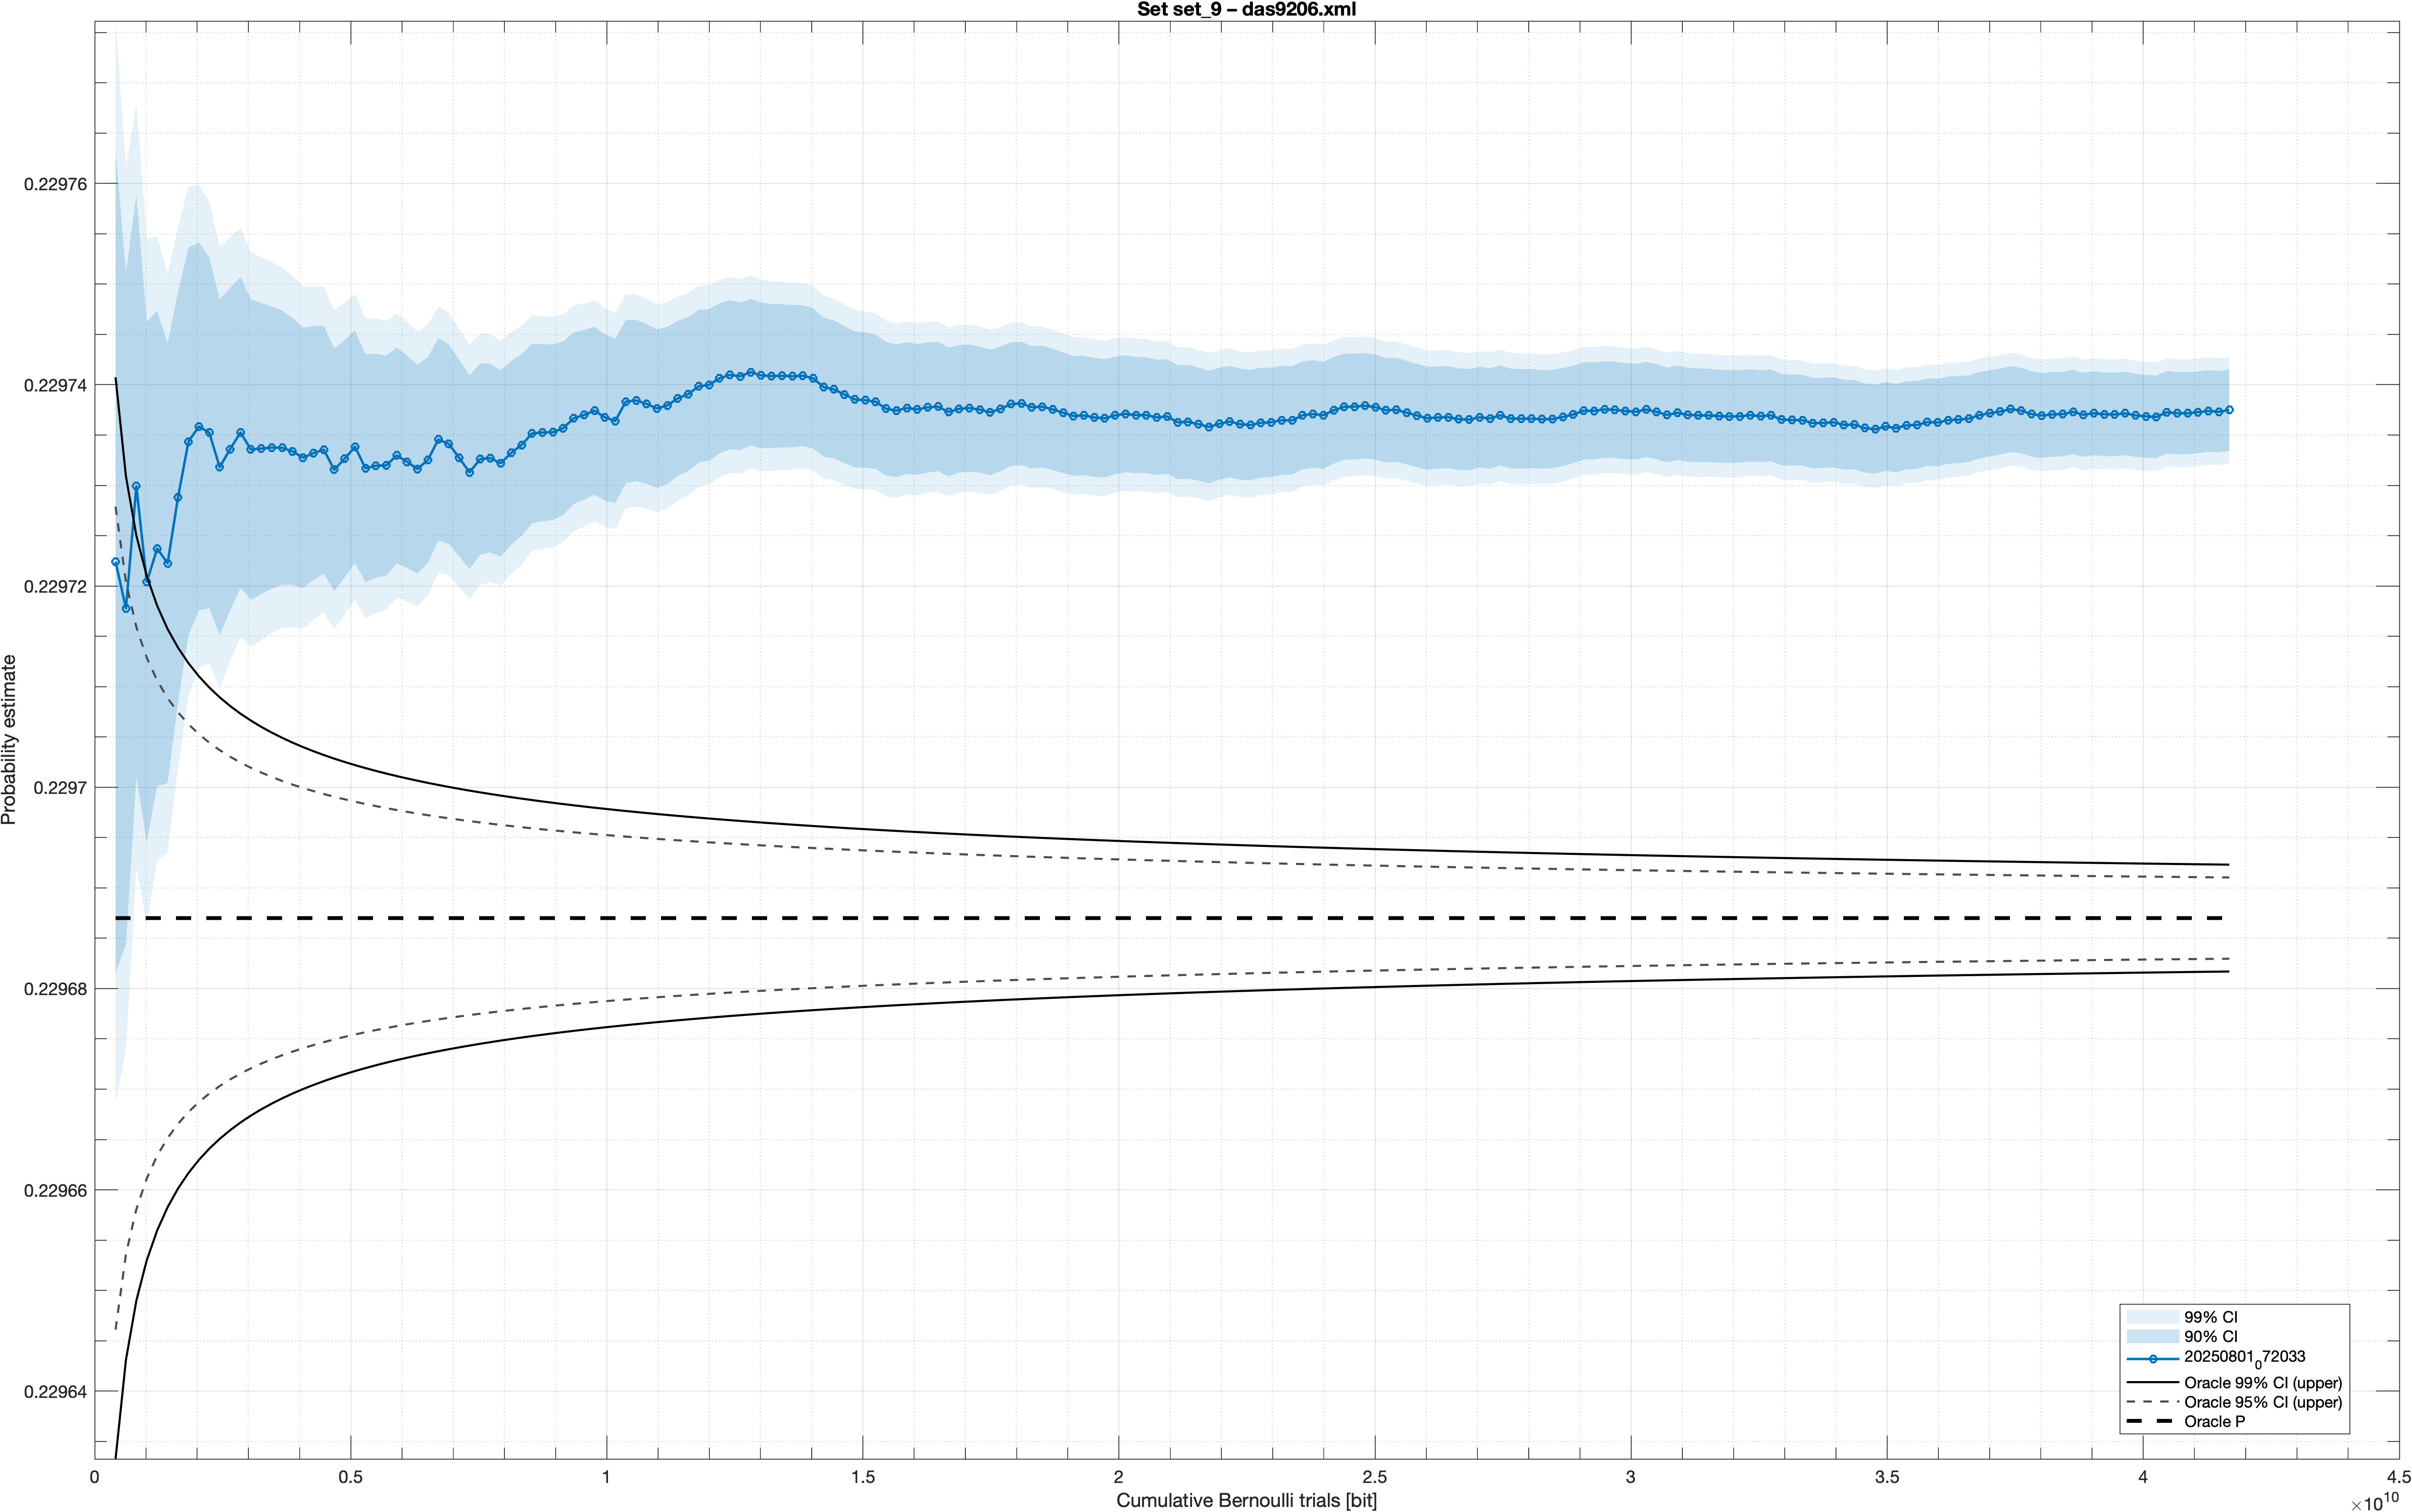 Set set_9 – das9206.xml
Probability estimate
0.22976
0.22974
0.22972
0.2297
0.22968
0.22966
0.22964
0
0.5
1
1.5
2
2.5
3
3.5
4
4.5
×10^10
Cumulative Bernoulli trials [bit]
99% CI
90% CI
20250801_072033
Oracle 99% CI (upper)
Oracle 95% CI (upper)
Oracle P